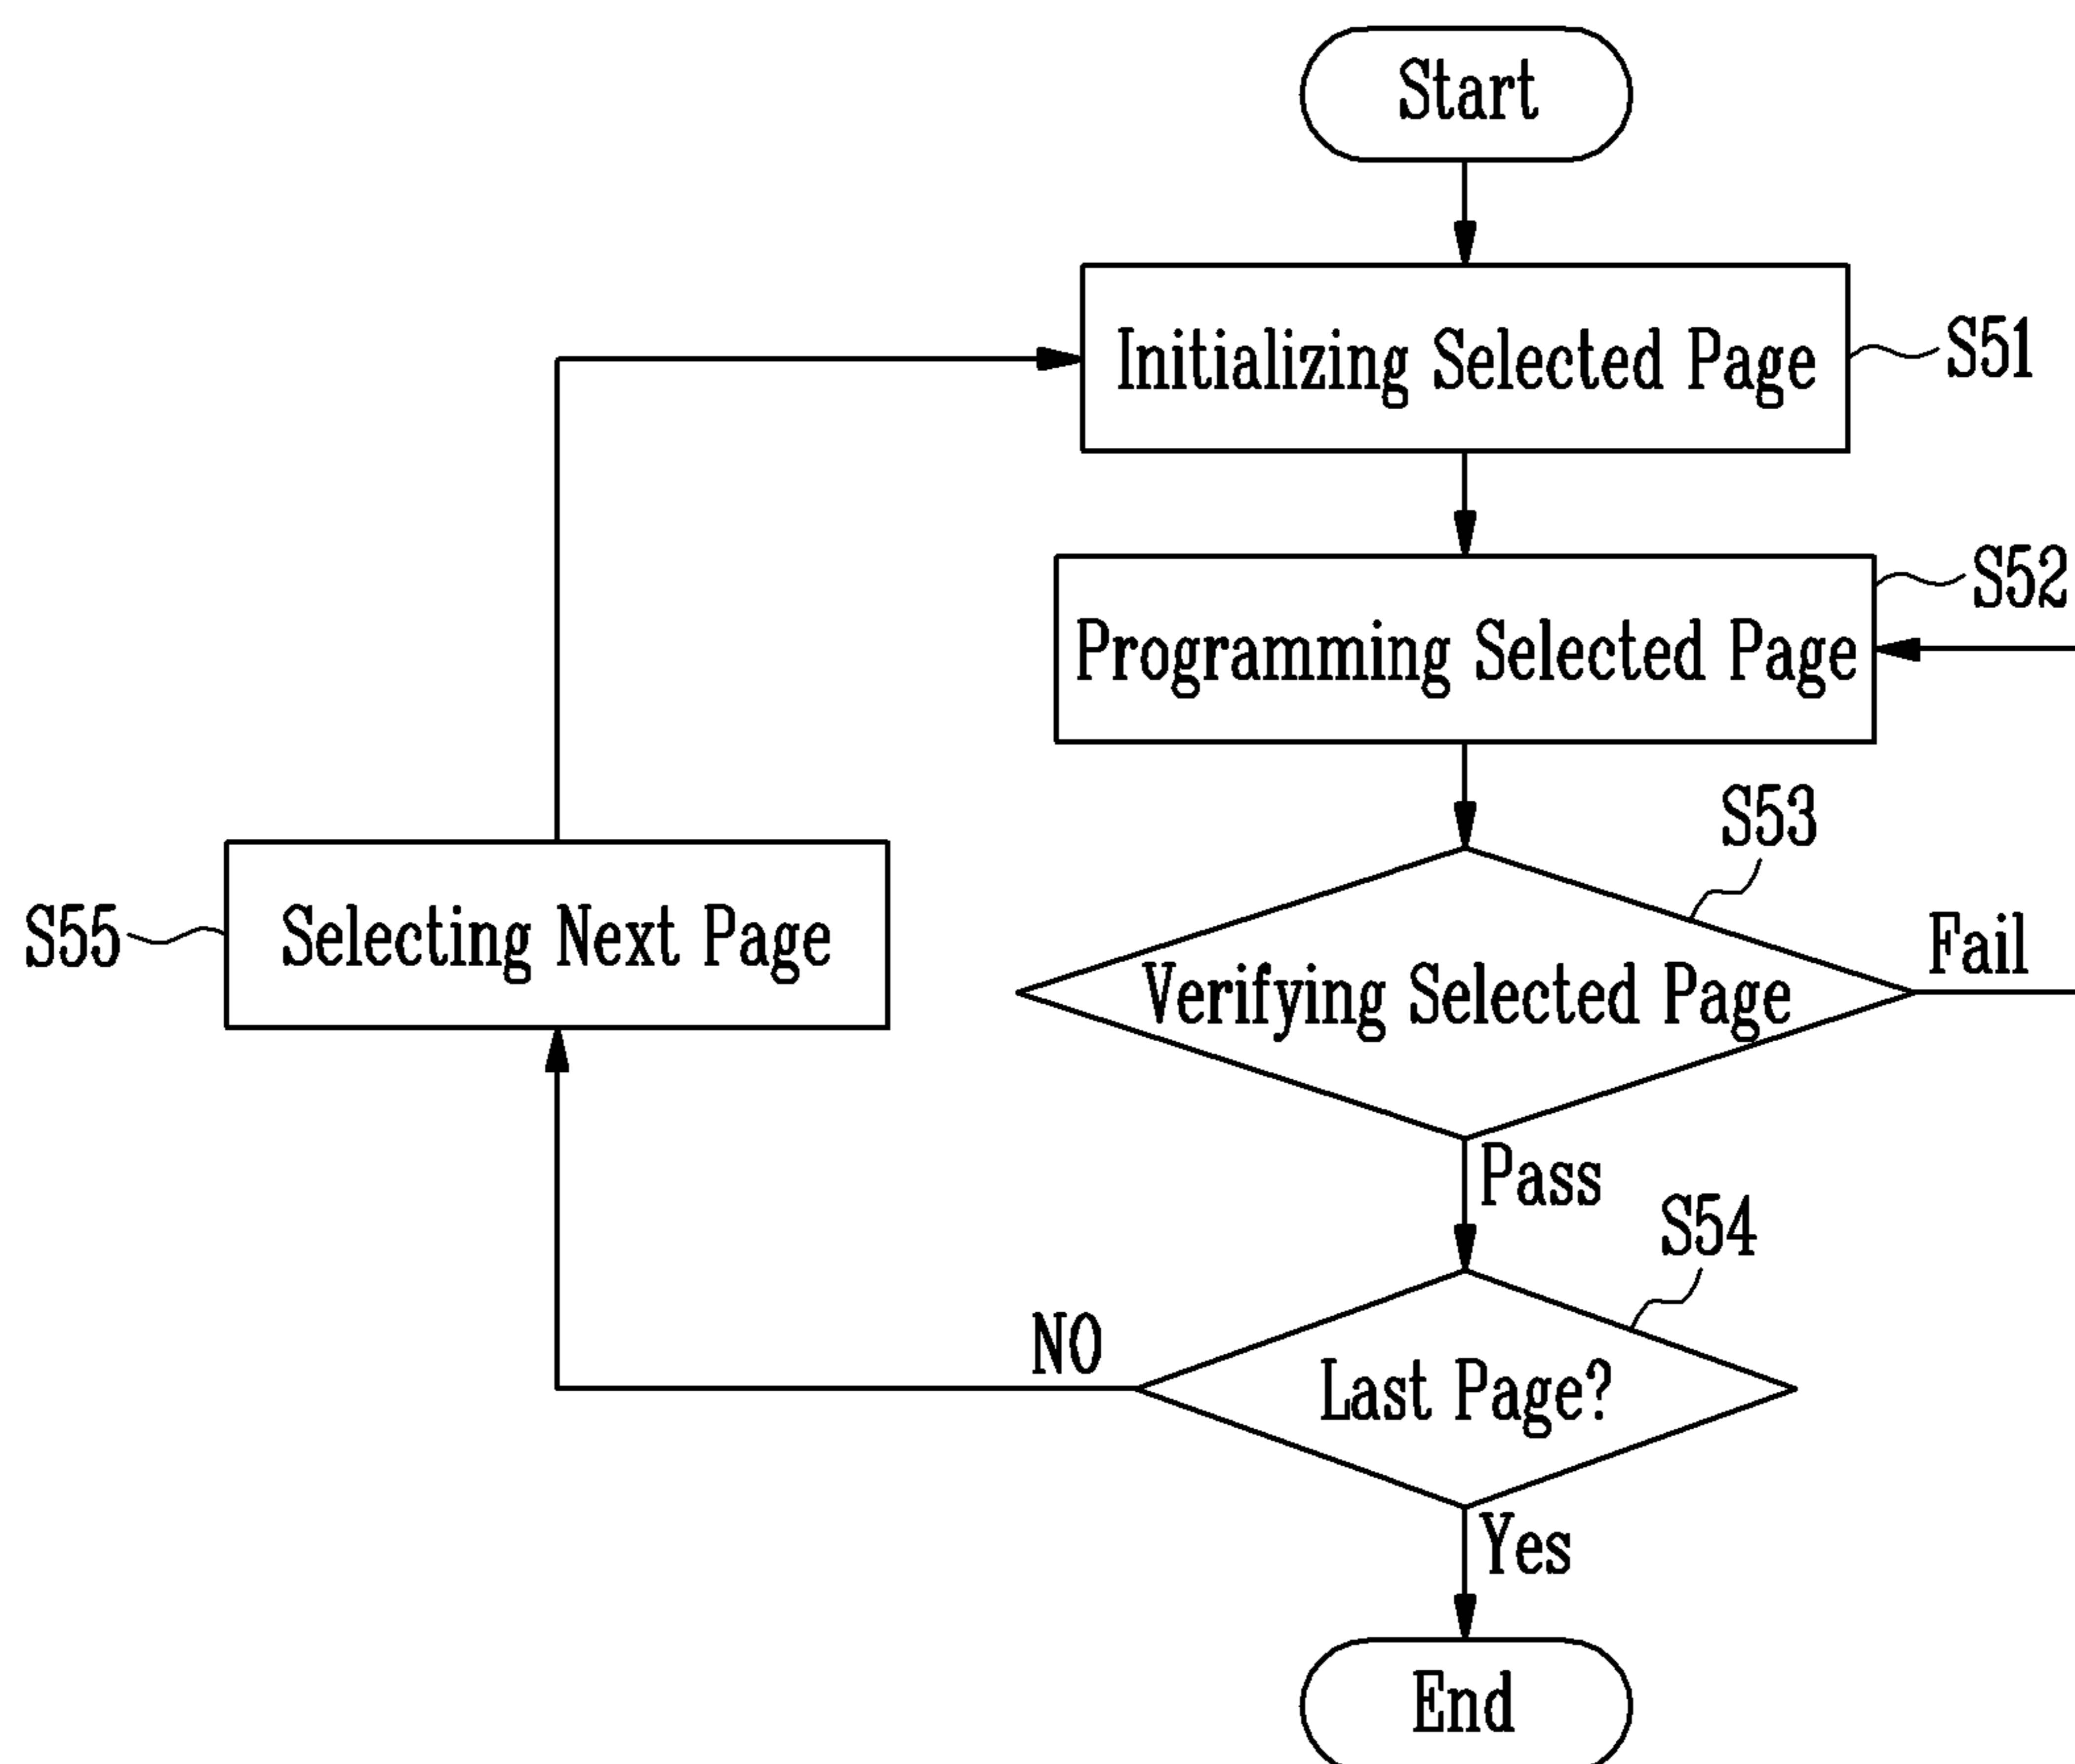 Start
Initializing Selected Page
S51
S52
Programming Selected Page
S53
S55
Selecting Next Page
Fail
Verifying Selected Page
Pass
S54
NO
Last Page?
Yes
End